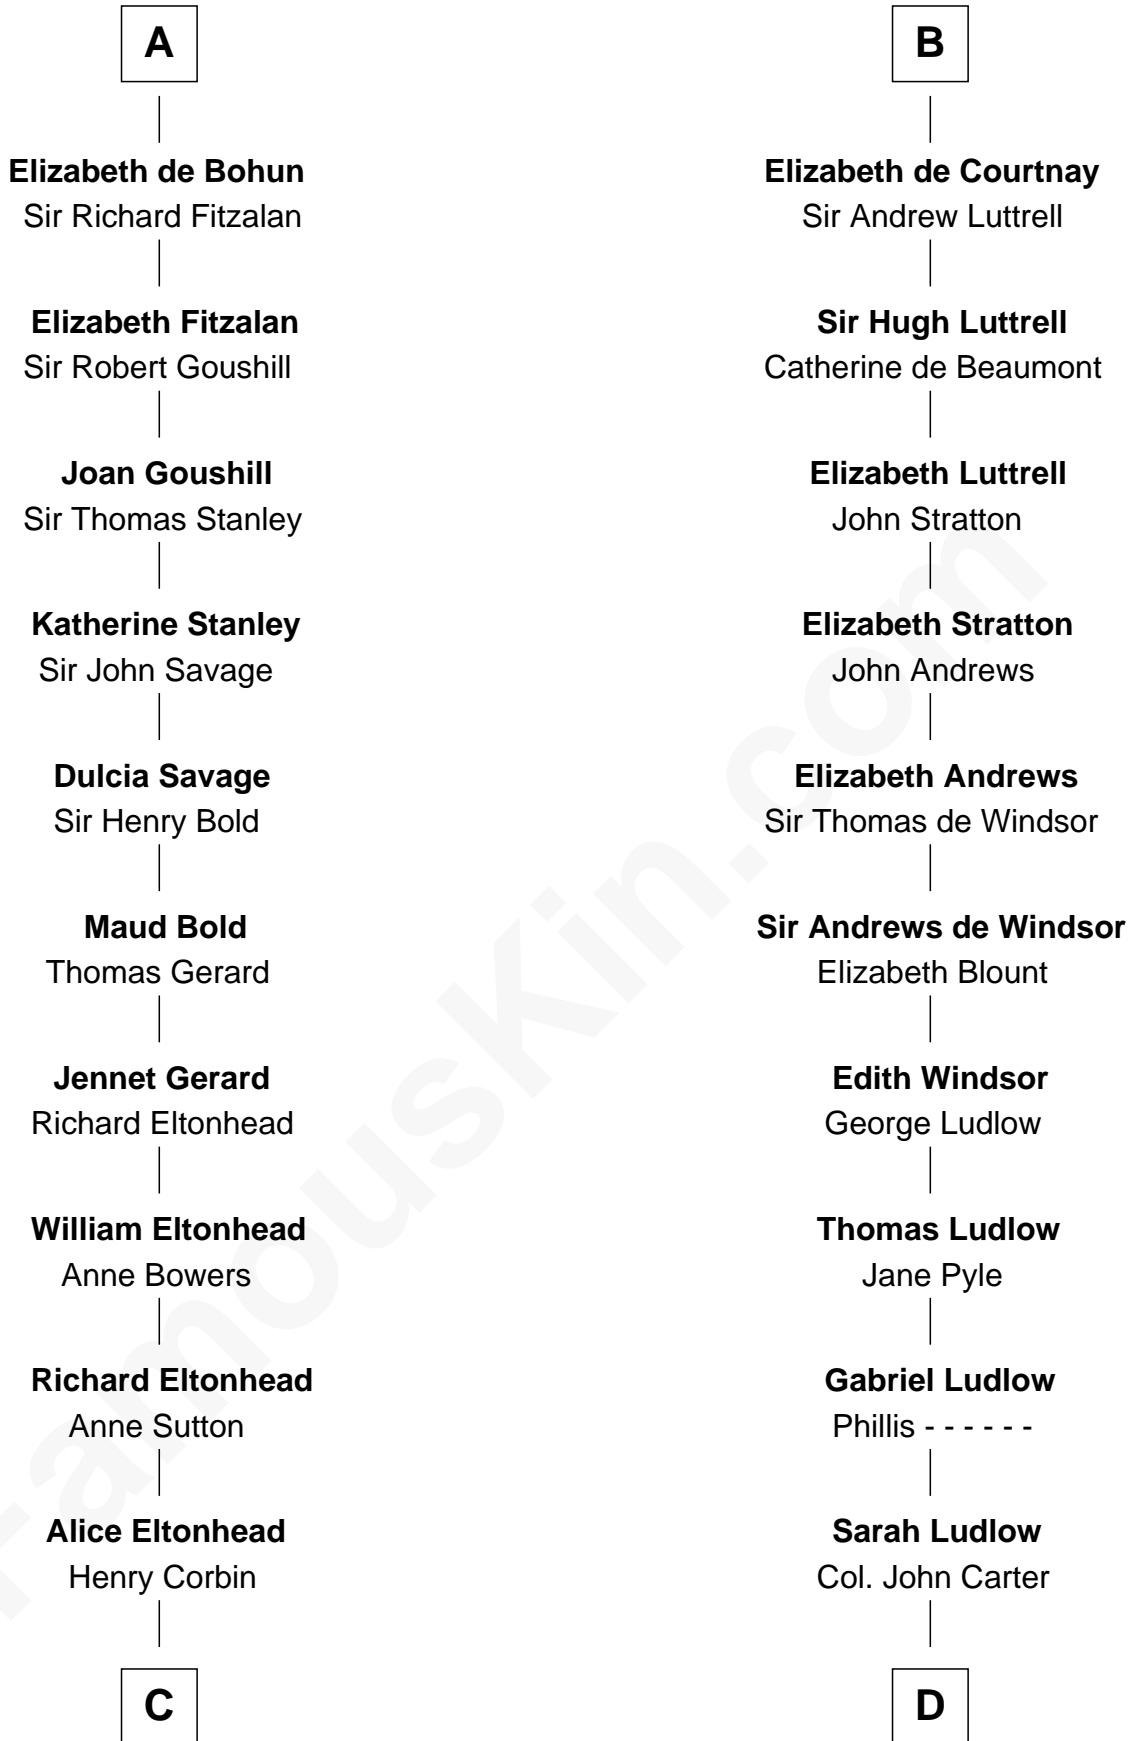 A
Elizabeth de Bohun
Sir Richard Fitzalan
Elizabeth Fitzalan
Sir Robert Goushill
Joan Goushill
Sir Thomas Stanley
Katherine Stanley
Sir John Savage
Dulcia Savage
Sir Henry Bold
Maud Bold
Thomas Gerard
Jennet Gerard
Richard Eltonhead
William Eltonhead
Anne Bowers
Richard Eltonhead
Anne Sutton
Alice Eltonhead
Henry Corbin
C
B
Elizabeth de Courtnay
Sir Andrew Luttrell
Sir Hugh Luttrell
Catherine de Beaumont
Elizabeth Luttrell
John Stratton
Elizabeth Stratton
John Andrews
Elizabeth Andrews
Sir Thomas de Windsor
Sir Andrews de Windsor
Elizabeth Blount
Edith Windsor
George Ludlow
Thomas Ludlow
Jane Pyle
Gabriel Ludlow
Phillis - - - - - -
Sarah Ludlow
Col. John Carter
D
FamousKin.com